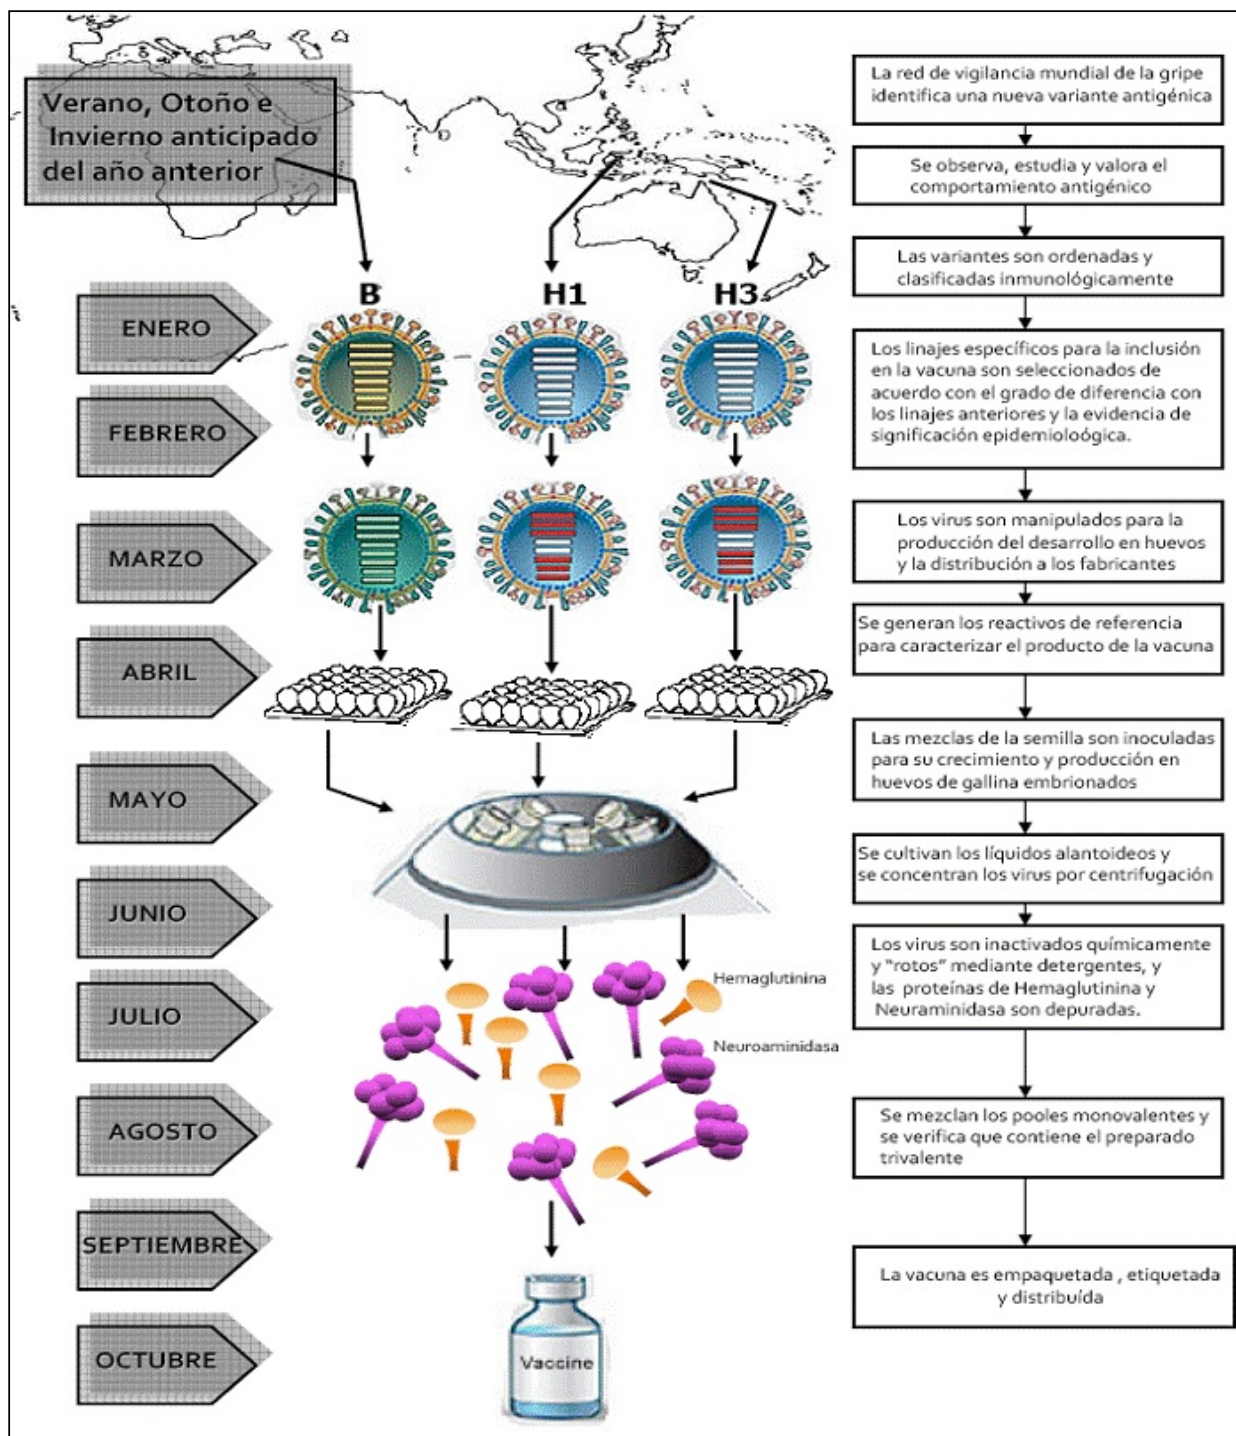 Verano, Otoño e
Invierno anticipado
del año anterior
B
H1
H3
ENERO
FEBRERO
MARZO
ABRIL
MAYO
JUNIO
JULIO
AGOSTO
SEPTIEMBRE
OCTUBRE
Hemaglutinina
Neuroaminidasa
Vaccine
La red de vigilancia mundial de la gripe
identifica una nueva variante antigénica
Se observa, estudia y valora el
comportamiento antigénico
Las variantes son ordenadas y
clasificadas inmunológicamente
Los linajes específicos para la inclusión
en la vacuna son seleccionados de
acuerdo con el grado de diferencia con
los linajes anteriores y la evidencia de
significación epidemioloógica.
Los virus son manipulados para la
producción del desarrollo en huevos
y la distribución a los fabricantes
Se generan los reactivos de referencia
para caracterizar el producto de la vacuna
Las mezclas de la semilla son inoculadas
para su crecimiento y producción en
huevos de gallina embrionados
Se cultivan los líquidos alantoideos y
se concentran los virus por centrifugación
Los virus son inactivados químicamente
y “rotos” mediante detergentes, y
las proteínas de Hemaglutinina y
Neuraminidasa son depuradas.
Se mezclan los pooles monovalentes y
se verifica que contiene el preparado
trivalente
La vacuna es empaquetada , etiquetada
y distribuída